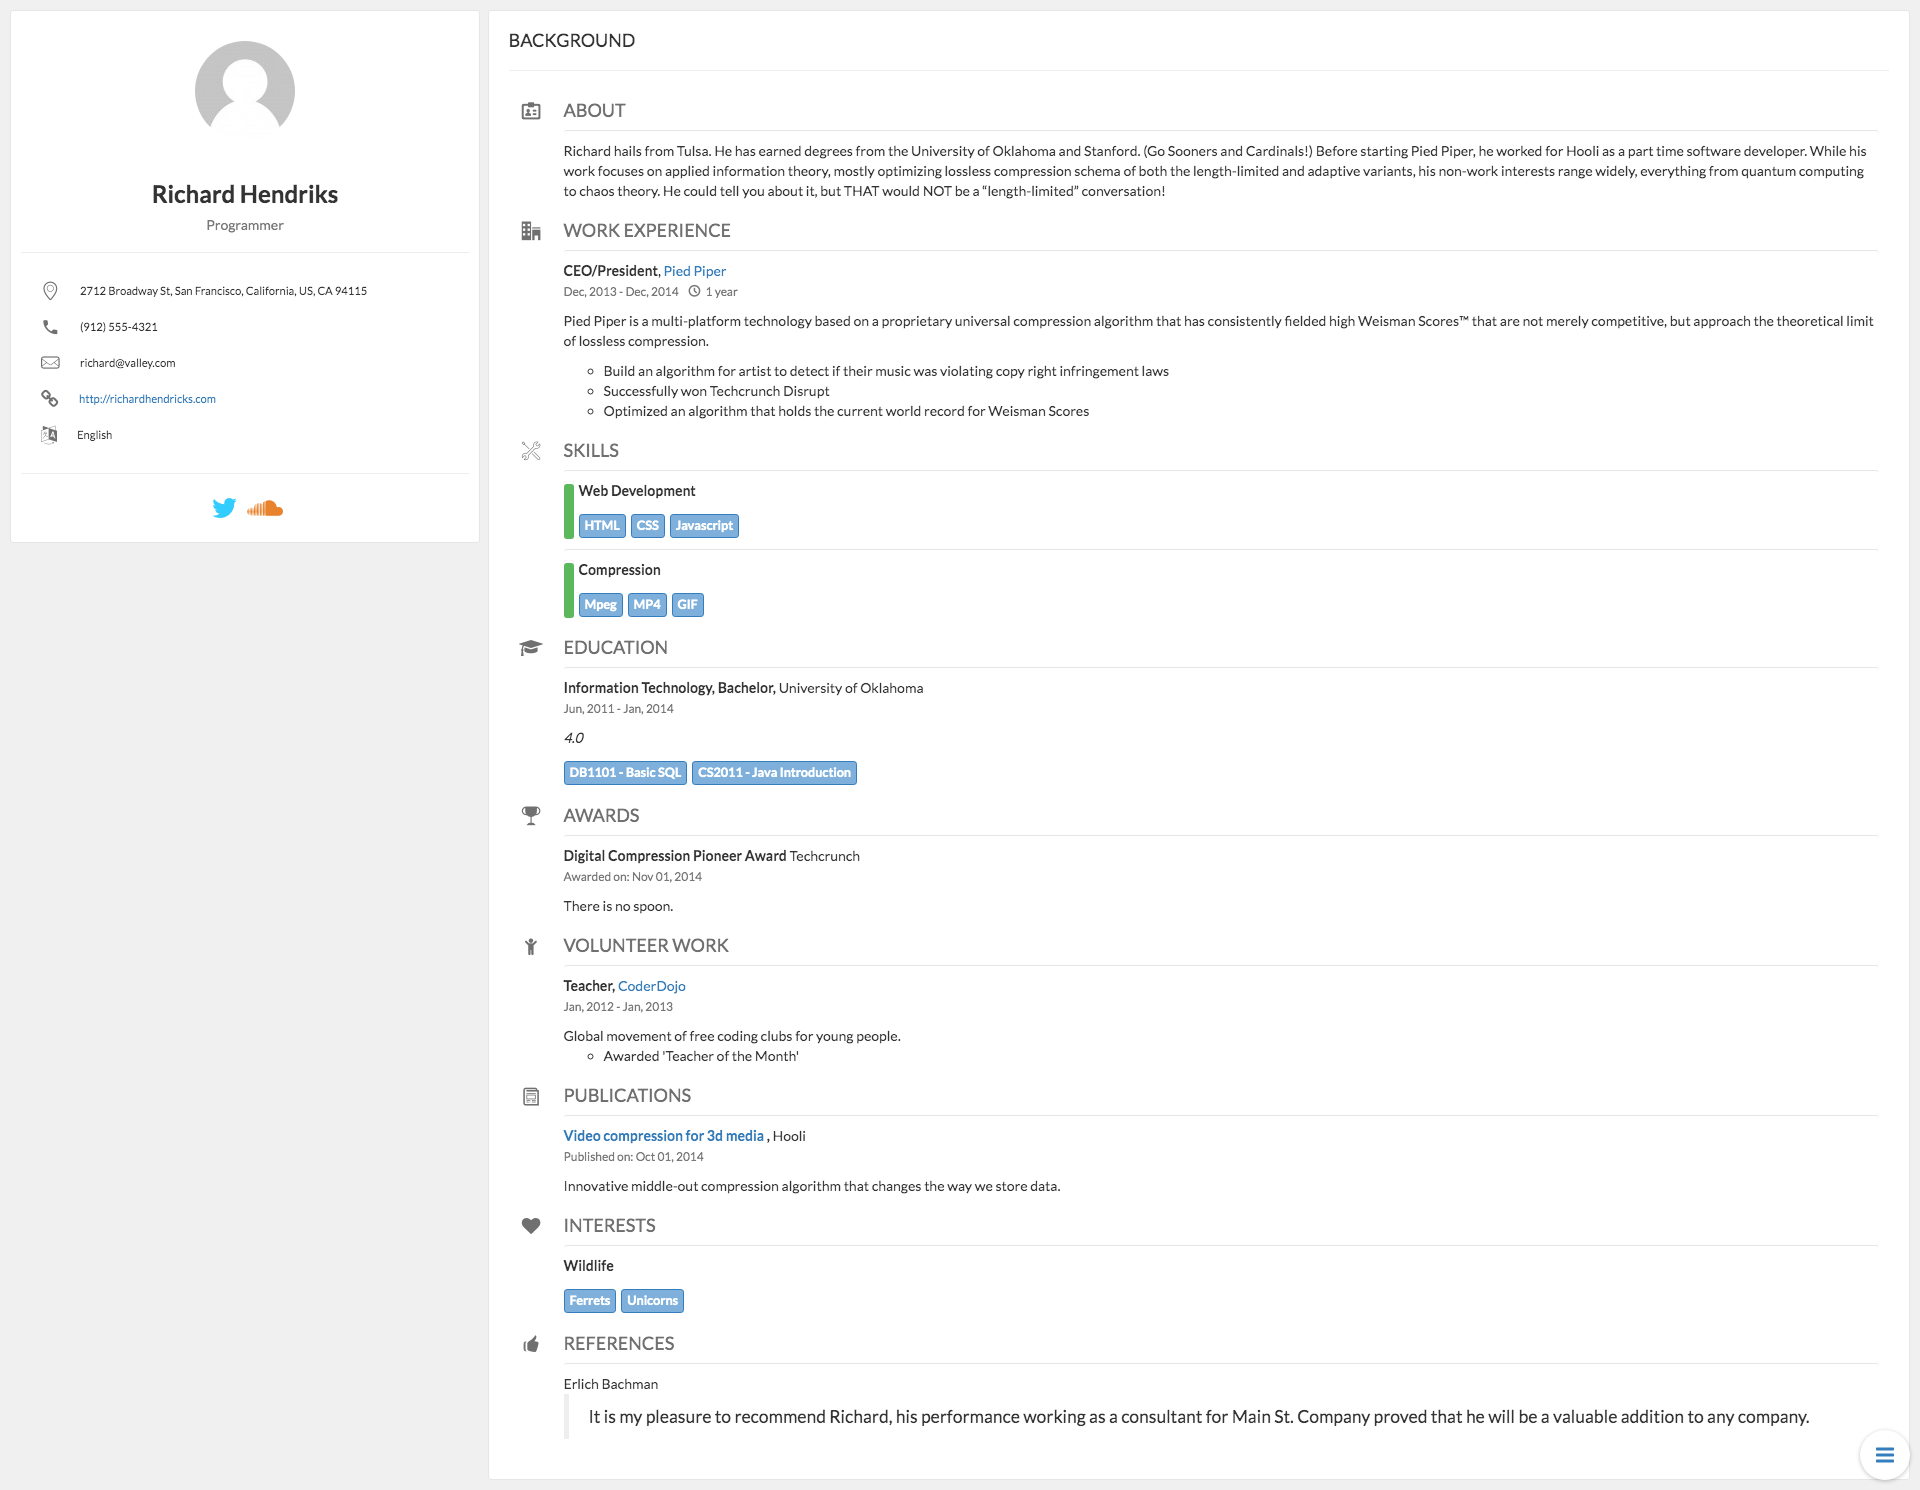 Richard Hendriks
Programmer
2712 Broadway St, San Francisco, California, US, CA 94115
(912) 555-4321
richard@valley.com
http://richardhendricks.com
English
BACKGROUND
ABOUT
Richard hails from Tulsa. He has earned degrees from the University of Oklahoma and Stanford. (Go Sooners and Cardinals!) Before starting Pied Piper, he worked for Hooli as a part time software developer. While his
work focuses on applied information theory, mostly optimizing lossless compression schema of both the length-limited and adaptive variants, his non-work interests range widely, everything from quantum computing
to chaos theory. He could tell you about it, but THAT would NOT be a “length-limited” conversation!
WORK EXPERIENCE
CEO/President, Pied Piper
Dec, 2013 - Dec, 2014 1 year
Pied Piper is a multi-platform technology based on a proprietary universal compression algorithm that has consistently fielded high Weisman Scores™ that are not merely competitive, but approach the theoretical limit
of lossless compression.
Build an algorithm for artist to detect if their music was violating copy right infringement laws
Successfully won Techcrunch Disrupt
Optimized an algorithm that holds the current world record for Weisman Scores
SKILLS
Web Development
HTML CSS Javascript
Compression
Mpeg MP4 GIF
EDUCATION
Information Technology, Bachelor, University of Oklahoma
Jun, 2011 - Jan, 2014
4.0
DB1101 - Basic SQL CS2011 - Java Introduction
AWARDS
Digital Compression Pioneer Award Techcrunch
Awarded on: Nov 01, 2014
There is no spoon.
VOLUNTEER WORK
Teacher, CoderDojo
Jan, 2012 - Jan, 2013
Global movement of free coding clubs for young people.
Awarded 'Teacher of the Month'
PUBLICATIONS
Video compression for 3d media , Hooli
Published on: Oct 01, 2014
Innovative middle-out compression algorithm that changes the way we store data.
INTERESTS
Wildlife
Ferrets Unicorns
REFERENCES
Erlich Bachman
It is my pleasure to recommend Richard, his performance working as a consultant for Main St. Company proved that he will be a valuable addition to any company.